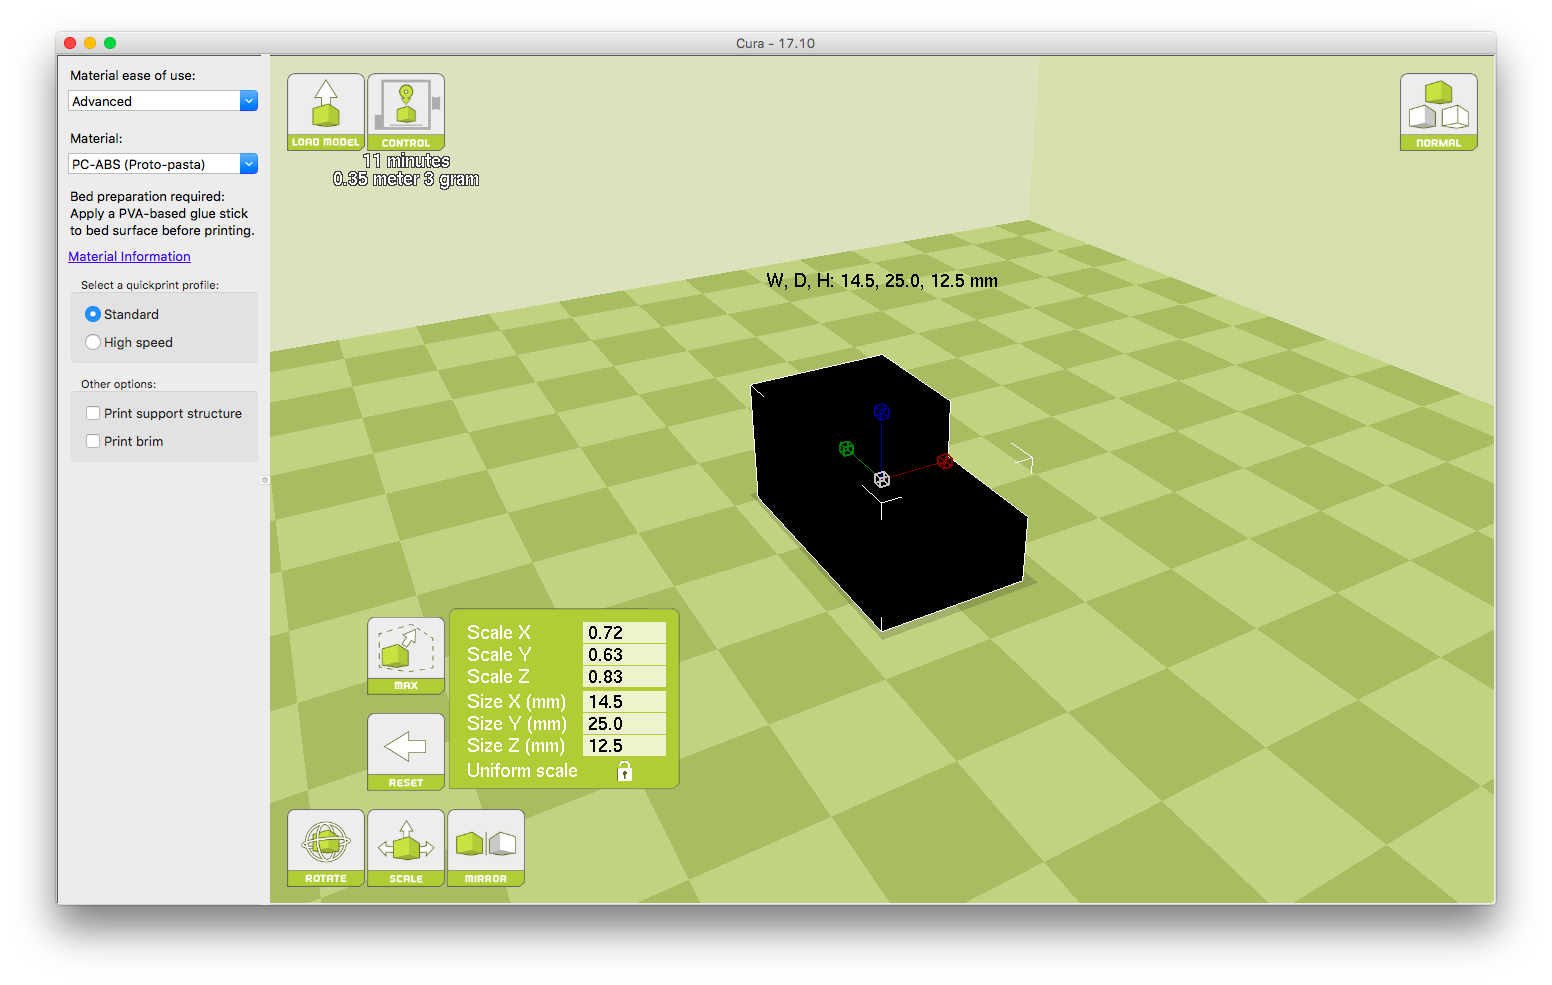 Cura - 17.10
Material ease of use:
Advanced
Material:
PC-ABS (Proto-pasta)
Bed preparation required:
Apply a PVA-based glue stick
to bed surface before printing.
Material Information
Select a quickprint profile:
Standard
High speed
Other options:
Print support structure
Print brim
LOAD MODEL
CONTROL
11 minutes
0.35 meter 3 gram
NORMAL
W, D, H: 14.5, 25.0, 12.5 mm
MAX
RESET
Scale X 0.72
Scale Y 0.63
Scale Z 0.83
Size X (mm) 14.5
Size Y (mm) 25.0
Size Z (mm) 12.5
Uniform scale
ROTATE
SCALE
MIRROR